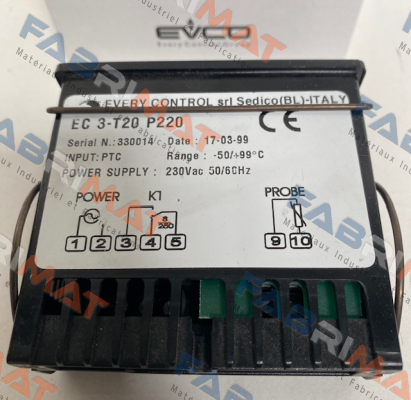 EVCO
EVERY CONTROL srl Sedico(BL)-ITALY
EC 3-T20 P220
CE
Serial N.:330014 Date : 17-03-99
INPUT:PTC Range : -50/+99°C
POWER SUPPLY : 230Vac 50/60Hz
POWER K1 PROBE
8
250
1 2 3 4 5 9 10
FABRIMAT